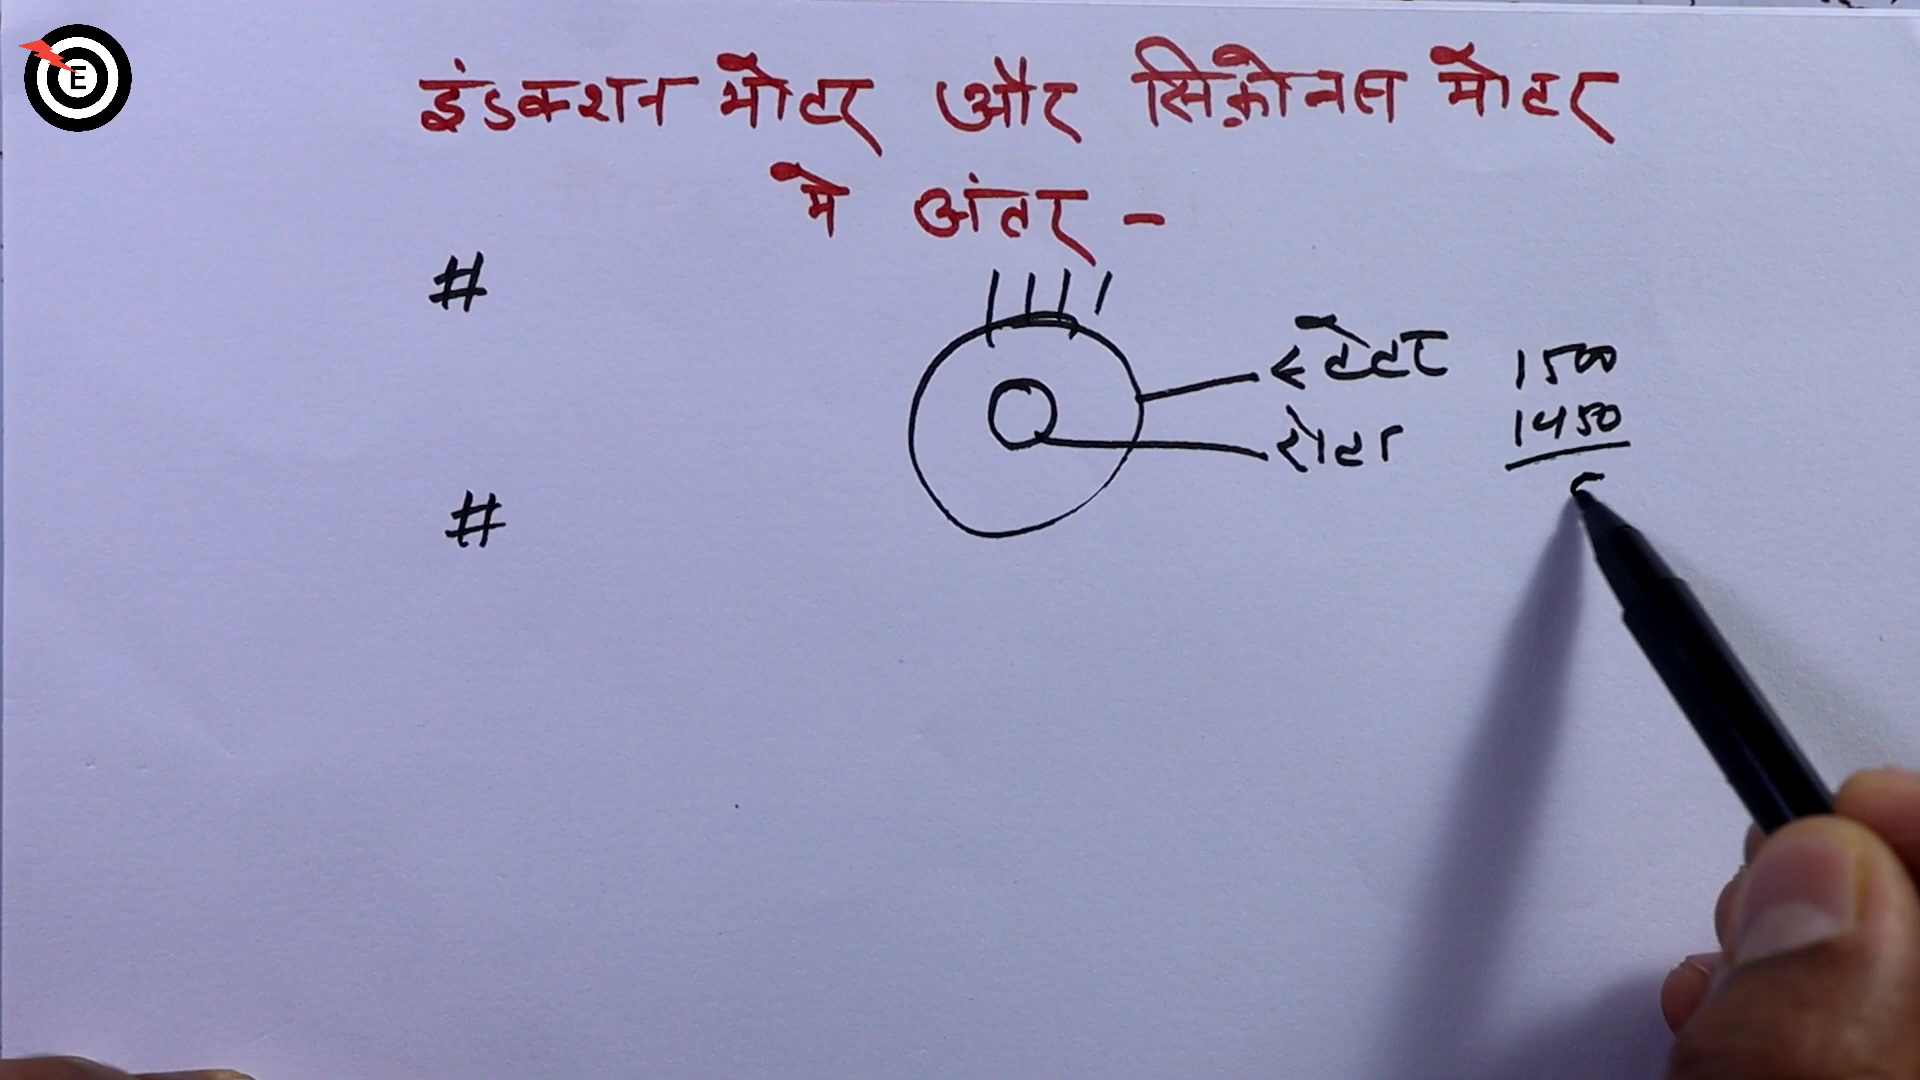 E
इंडक्शन मोटर और सिंक्रोनस मोटर
मे अंतर -
#
स्टेटर
1500
1450
रोटर
5
#